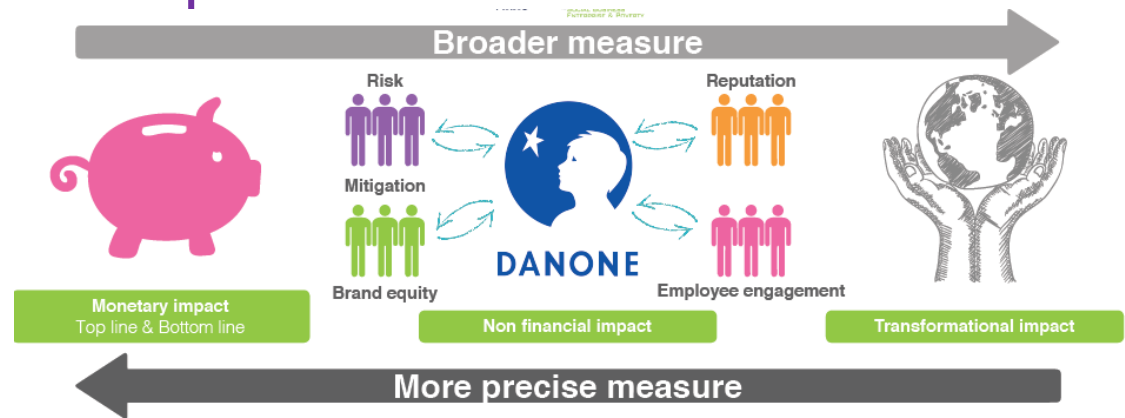 Broader measure
Risk
Reputation
Mitigation
DANONE
Brand equity
Employee engagement
Monetary impact
Top line & Bottom line
Non financial impact
Transformational impact
More precise measure